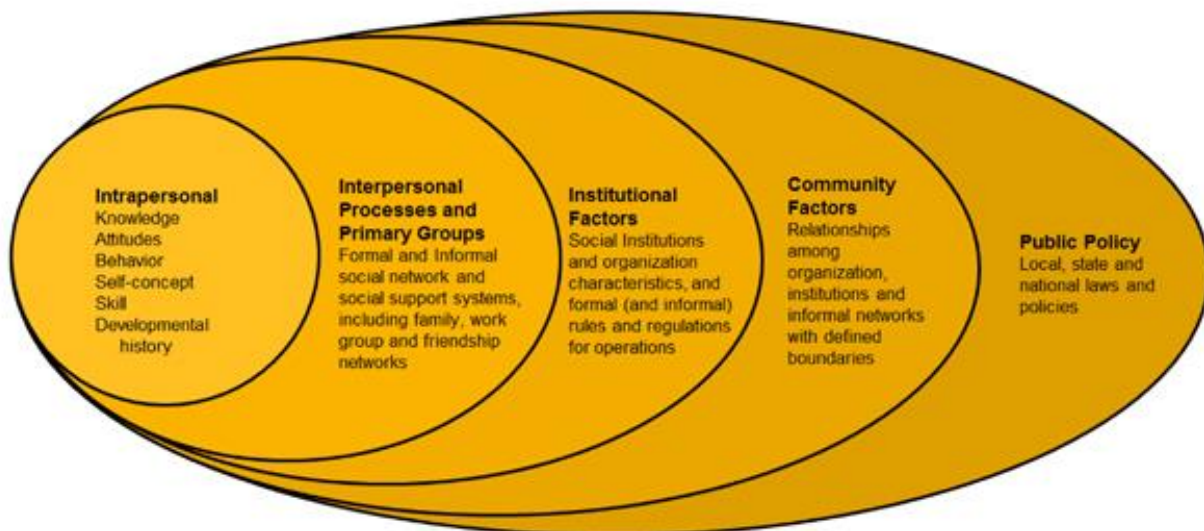 Intrapersonal
Knowledge
Attitudes
Behavior
Self-concept
Skill
Developmental
history
Interpersonal
Processes and
Primary Groups
Formal and Informal
social network and
social support systems,
including family, work
group and friendship
networks
Institutional
Factors
Social Institutions
and organization
characteristics, and
formal (and informal)
rules and regulations
for operations
Community
Factors
Relationships
among
organization,
institutions and
informal networks
with defined
boundaries
Public Policy
Local, state and
national laws and
policies